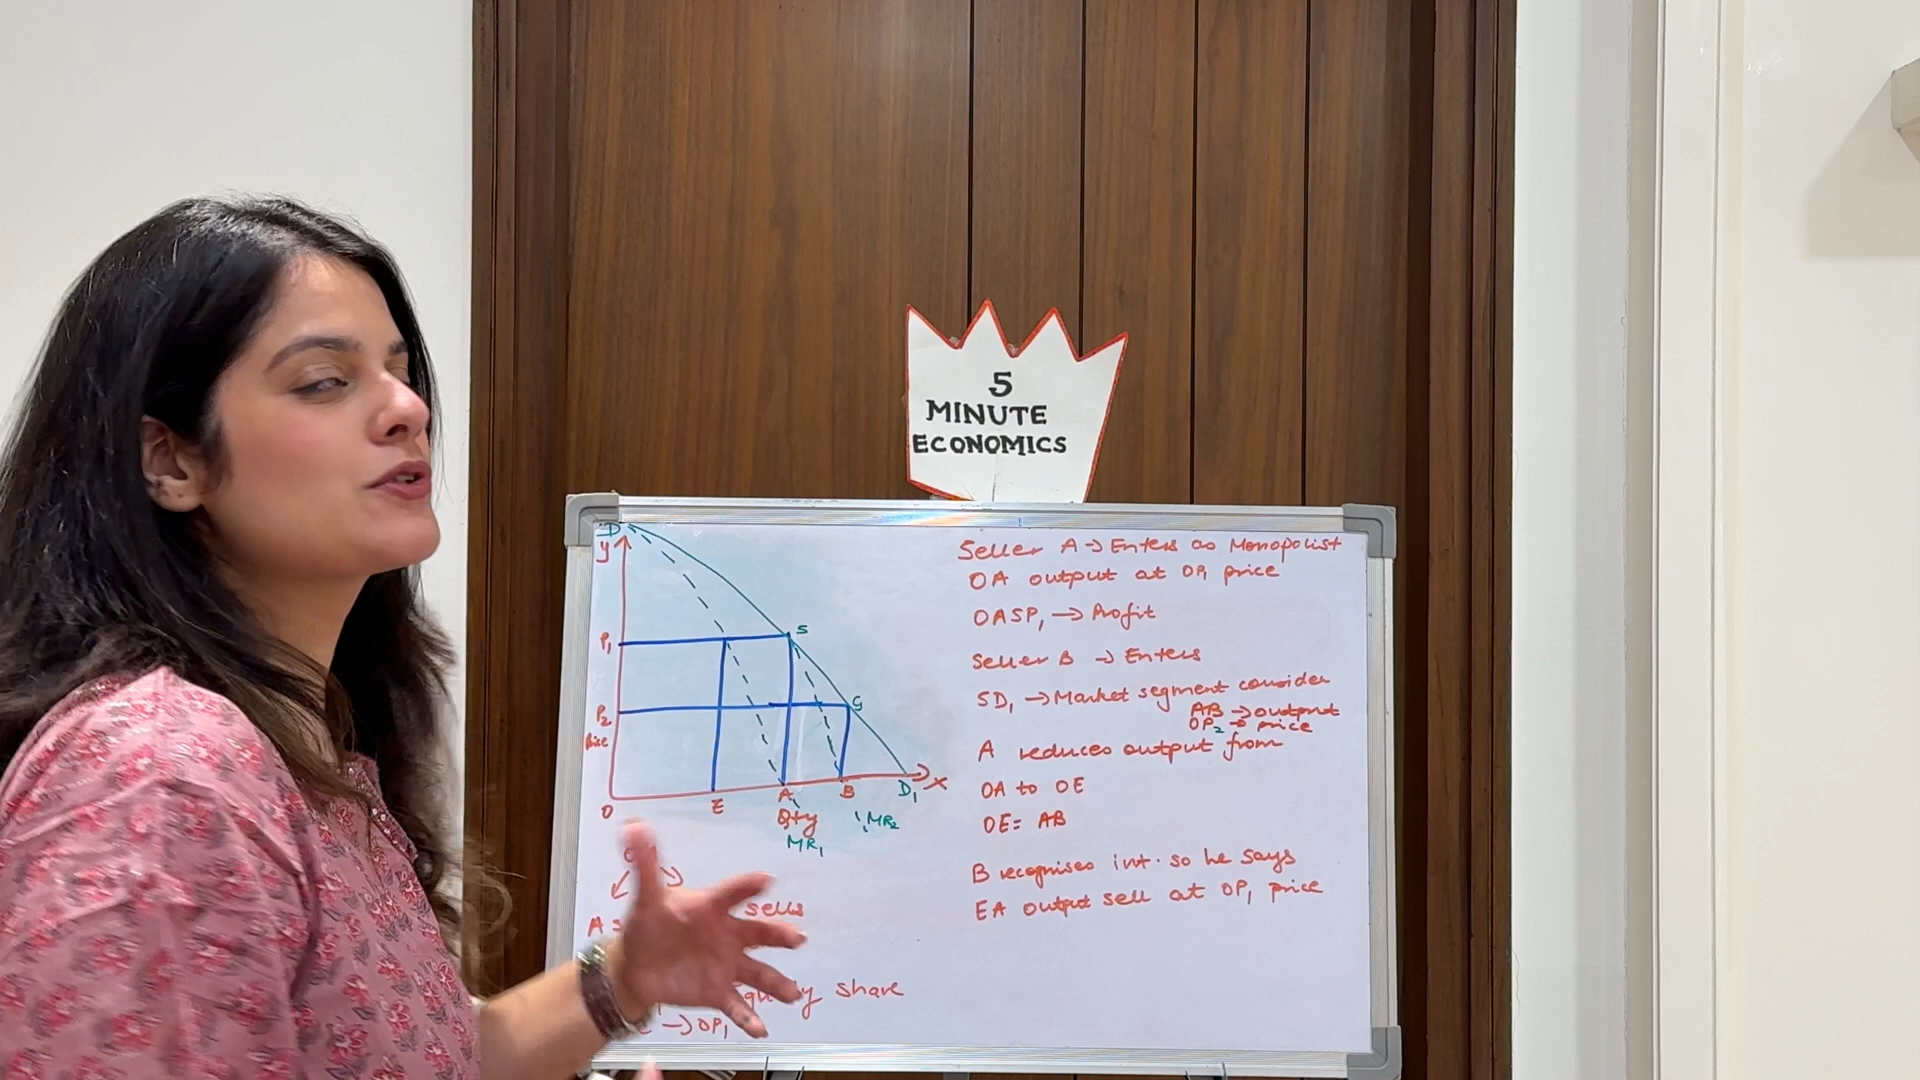 5
MINUTE
ECONOMICS
D
y
P1
S
P2
G
Price
O
E
A
B
D1
X
Qty
MR1
MR2
A
sells
share
→ OP1
Seller A → Enters as Monopolist
OA output at OP1 price
OASP1 → Profit
Seller B → Enters
SD1 → Market segment consider
AB → output
OP2 → price
A reduces output from
OA to OE
OE = AB
B recognises int. so he says
EA output sell at OP1 price